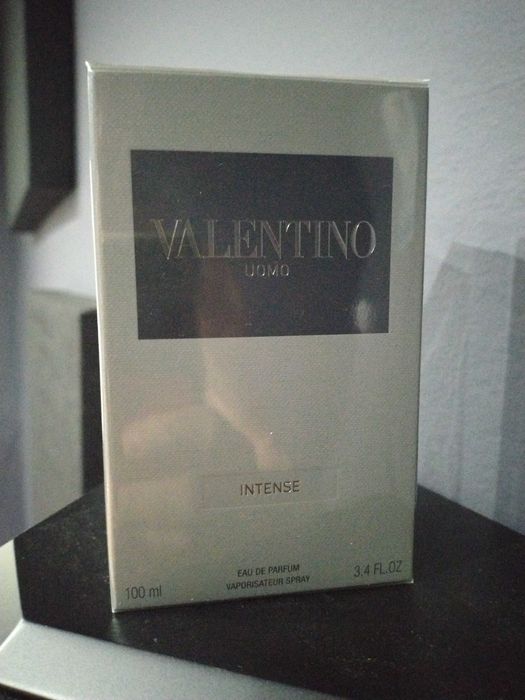 VALENTINO
UOMO
INTENSE
EAU DE PARFUM
VAPORISATEUR SPRAY
100 ml
3.4 FL.OZ